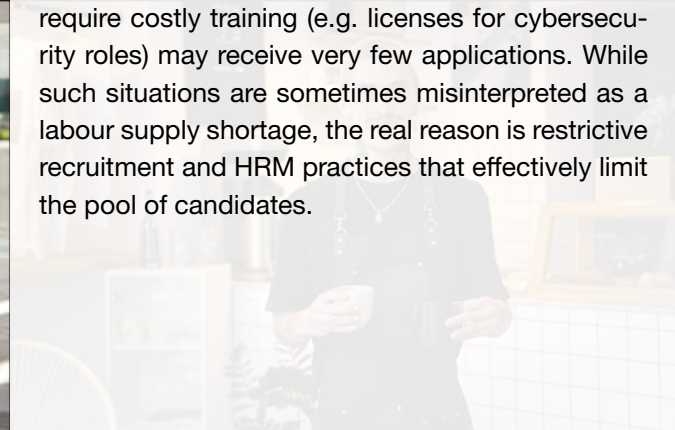 require costly training (e.g. licenses for cybersecu-
rity roles) may receive very few applications. While
such situations are sometimes misinterpreted as a
labour supply shortage, the real reason is restrictive
recruitment and HRM practices that effectively limit
the pool of candidates.